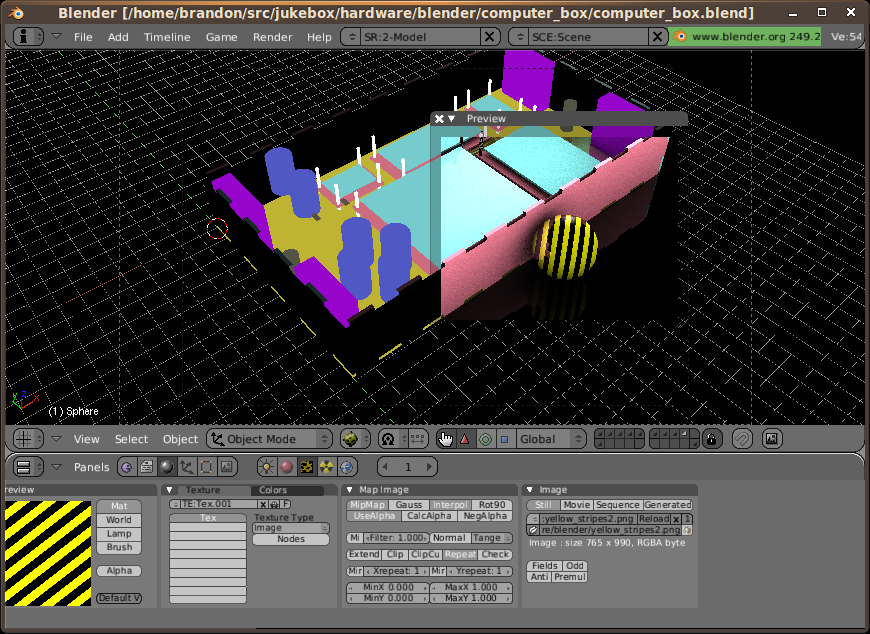 Blender [/home/brandon/src/jukebox/hardware/blender/computer_box/computer_box.blend]
File Add Timeline Game Render Help SR:2-Model X SCE:Scene X www.blender.org 249.2 Ve:54
Preview
(1) Sphere
View Select Object Object Mode Global
Panels 1
review Texture Colors Map Image Image
Mat
World
Lamp
Brush
Alpha
Default V
TE:Tex.001 X F
Tex
Texture Type
Image
Nodes
MipMap Gauss Interpol Rot90
UseAlpha CalcAlpha NegAlpha
Mi Filter: 1.000 Normal Tange
Extend Clip ClipCu Repeat Check
Mir Xrepeat: 1 Mir Yrepeat: 1
MinX 0.000 MaxX 1.000
MinY 0.000 MaxY 1.000
Still Movie Sequence Generated
:yellow_stripes2.png Reload X 1
re/blender/yellow_stripes2.png
Image : size 765 x 990, RGBA byte
Fields Odd
Anti Premul